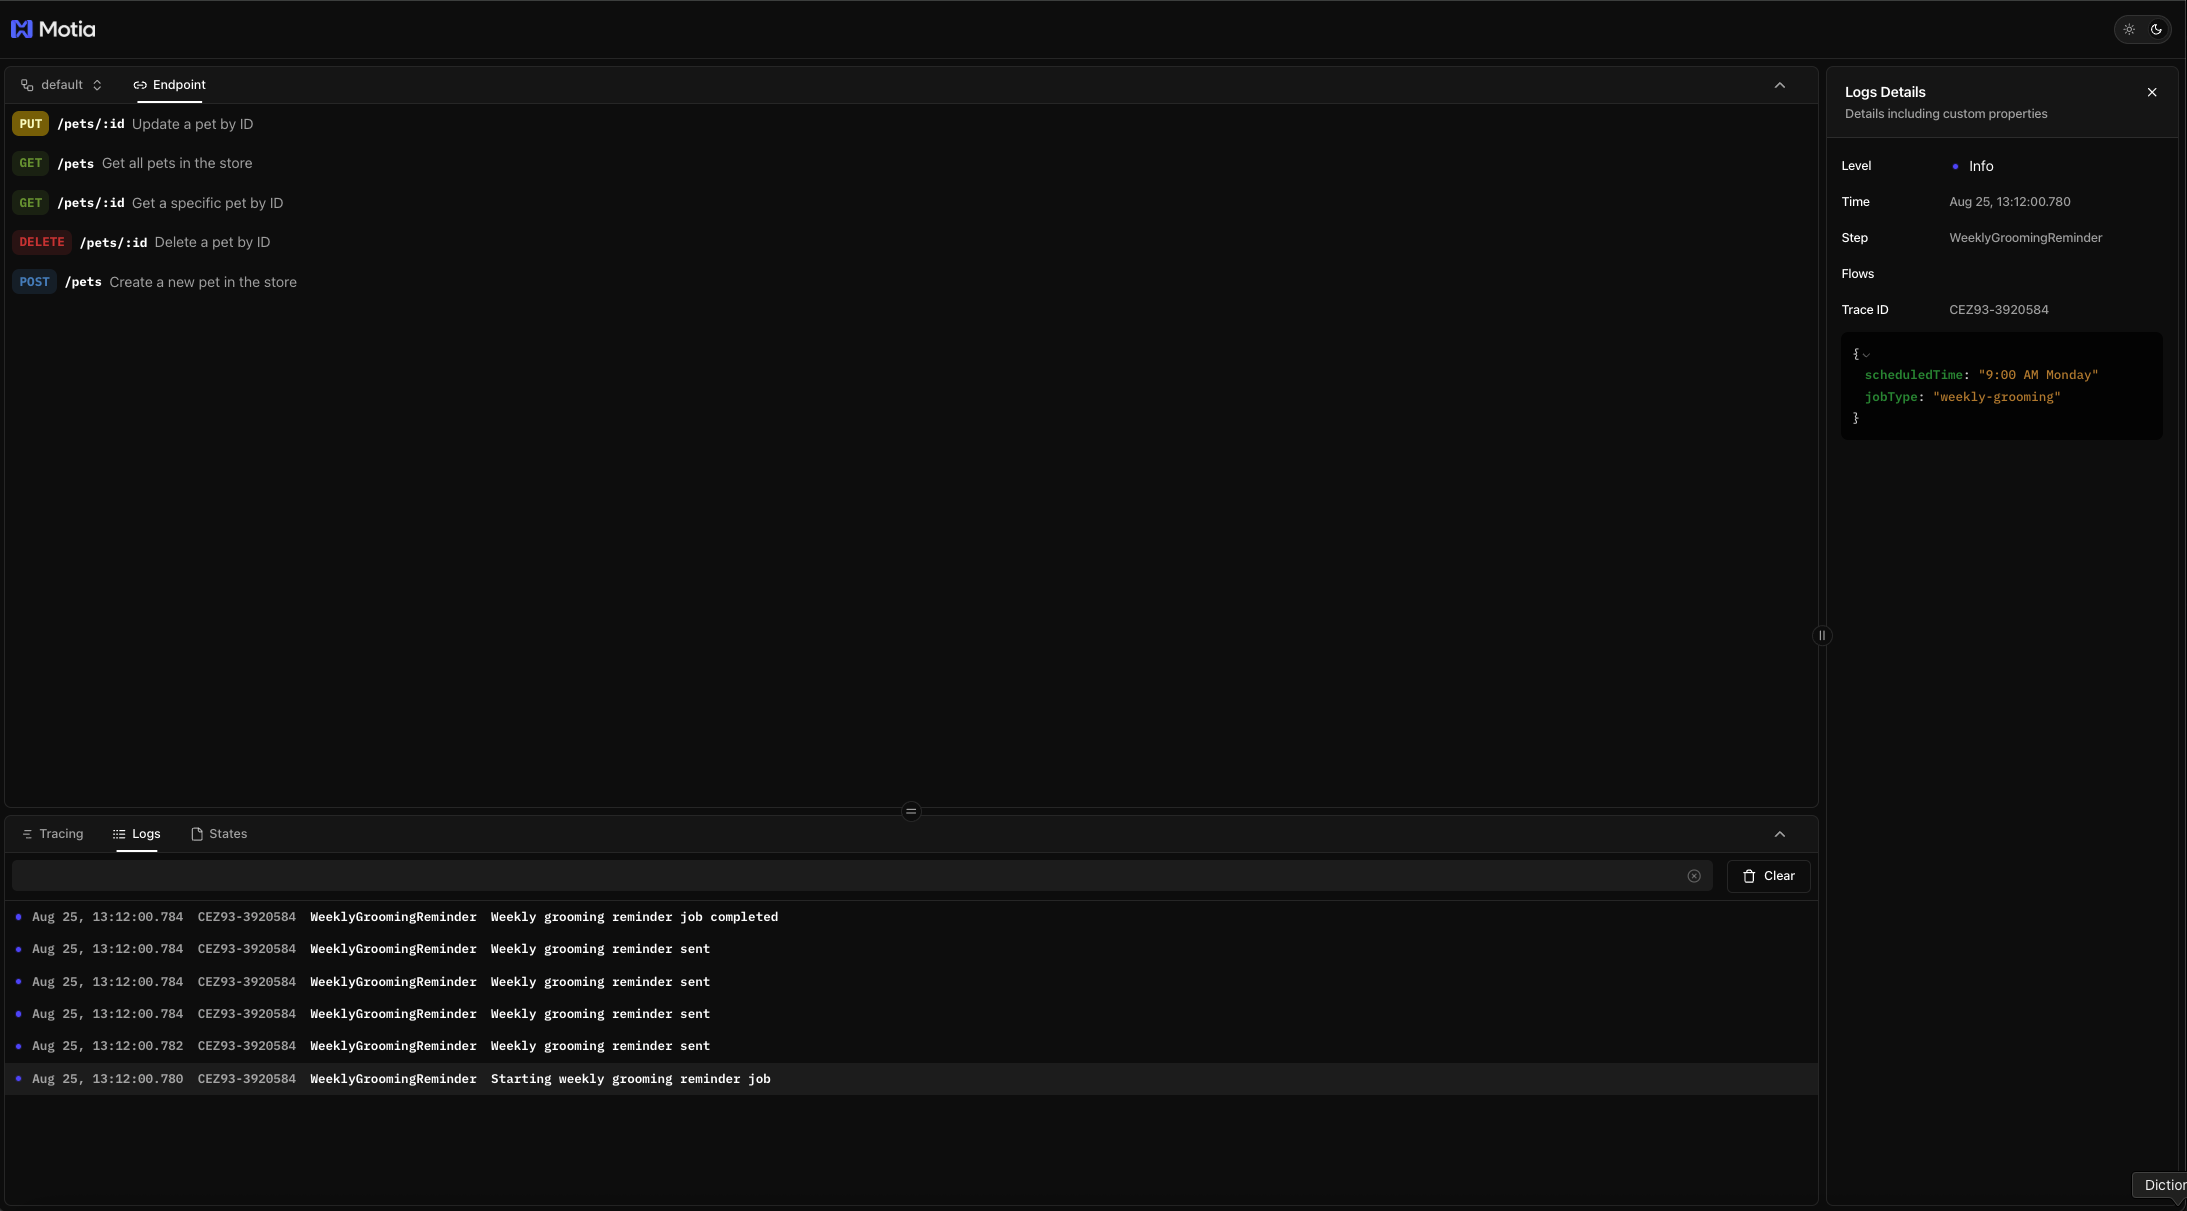 Motia
default Endpoint
PUT /pets/:id Update a pet by ID
GET /pets Get all pets in the store
GET /pets/:id Get a specific pet by ID
DELETE /pets/:id Delete a pet by ID
POST /pets Create a new pet in the store
Tracing Logs States
Clear
Aug 25, 13:12:00.784 CEZ93-3920584 WeeklyGroomingReminder Weekly grooming reminder job completed
Aug 25, 13:12:00.784 CEZ93-3920584 WeeklyGroomingReminder Weekly grooming reminder sent
Aug 25, 13:12:00.784 CEZ93-3920584 WeeklyGroomingReminder Weekly grooming reminder sent
Aug 25, 13:12:00.784 CEZ93-3920584 WeeklyGroomingReminder Weekly grooming reminder sent
Aug 25, 13:12:00.782 CEZ93-3920584 WeeklyGroomingReminder Weekly grooming reminder sent
Aug 25, 13:12:00.780 CEZ93-3920584 WeeklyGroomingReminder Starting weekly grooming reminder job
Logs Details
Details including custom properties
Level Info
Time Aug 25, 13:12:00.780
Step WeeklyGroomingReminder
Flows
Trace ID CEZ93-3920584
{
scheduledTime: "9:00 AM Monday"
jobType: "weekly-grooming"
}